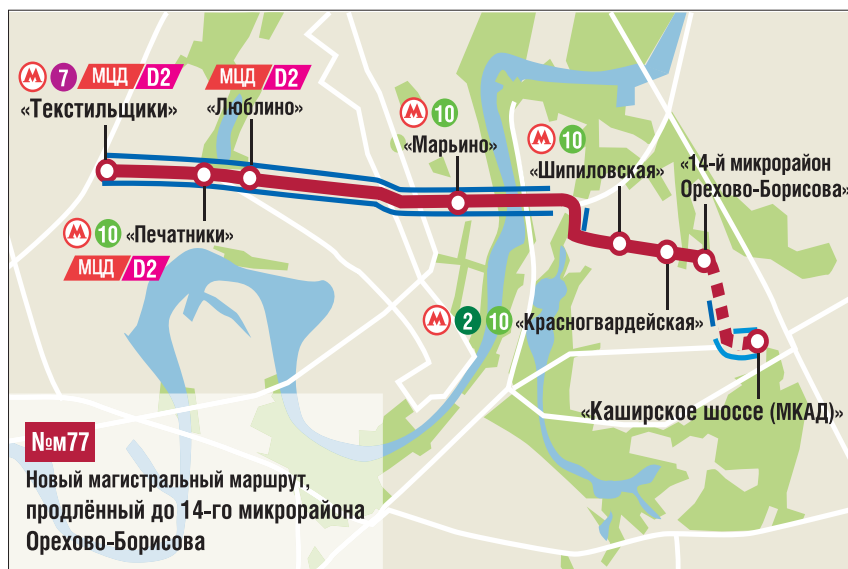 М 7 МЦД D2
«Текстильщики»
МЦД D2
«Люблино»
М 10
«Марьино»
М 10
«Шипиловская»
«14-й микрорайон
Орехово-Борисова»
М 10 «Печатники»
МЦД D2
М 2 10 «Красногвардейская»
«Каширское шоссе (МКАД)»
№м77
Новый магистральный маршрут,
продлённый до 14-го микрорайона
Орехово-Борисова